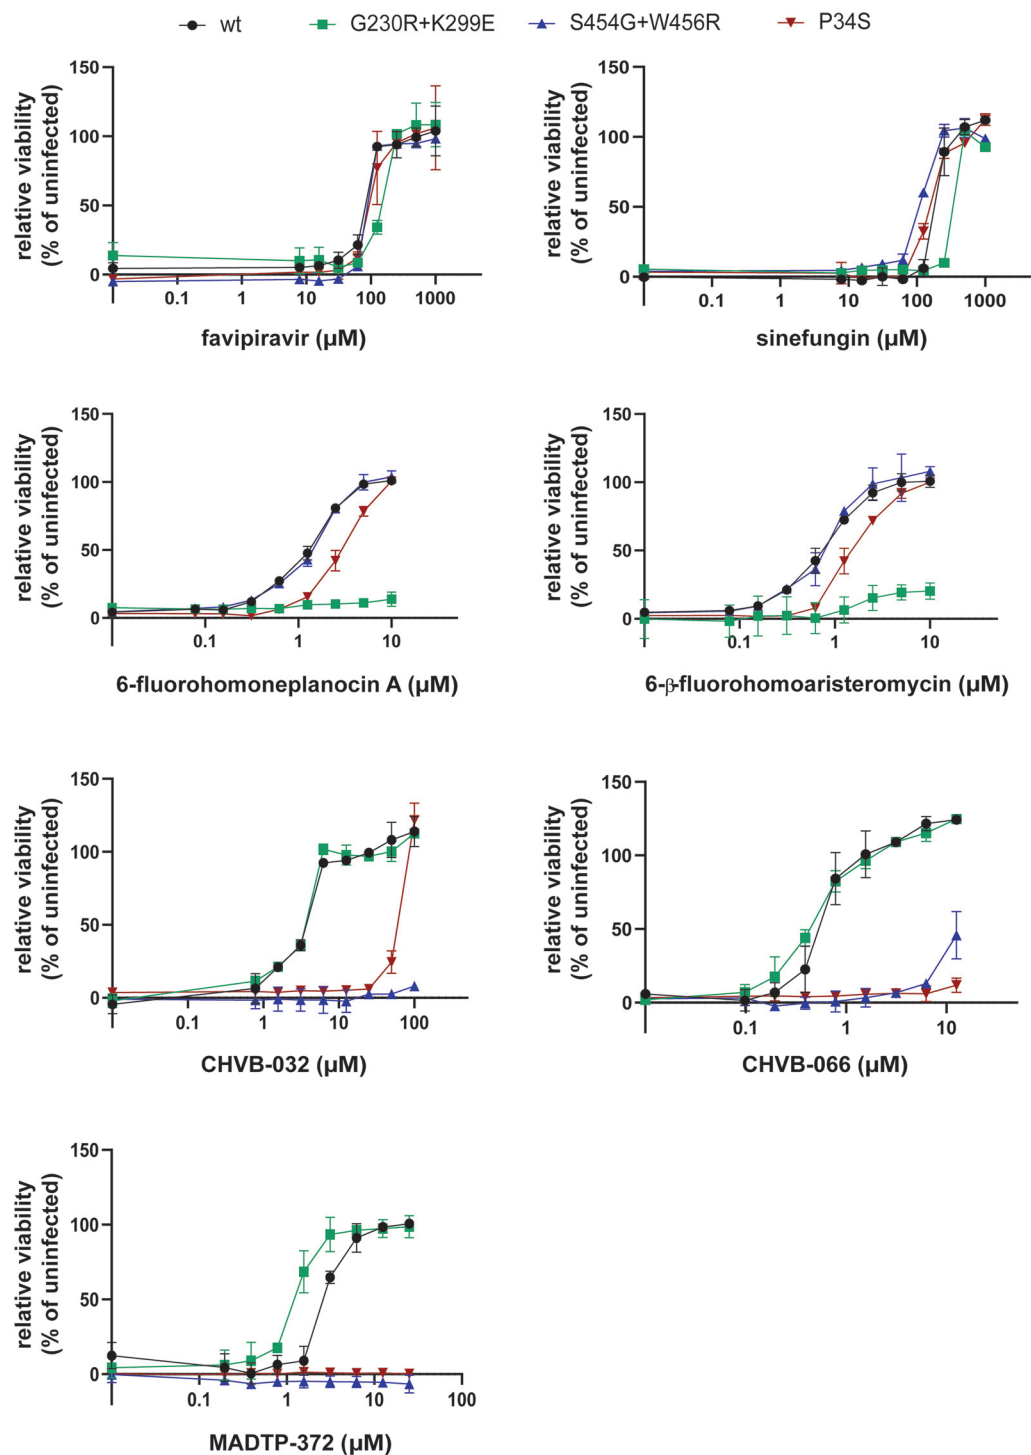 wt G230R+K299E S454G+W456R P34S
relative viability
(% of uninfected)
150
100
50
0
0.1 1 10 100 1000
favipiravir (µM)
relative viability
(% of uninfected)
150
100
50
0
0.1 1 10 100 1000
sinefungin (µM)
relative viability
(% of uninfected)
150
100
50
0
0.1 1 10
6-fluorohomoneplanocin A (µM)
relative viability
(% of uninfected)
150
100
50
0
0.1 1 10
6-β-fluorohomoaristeromycin (µM)
relative viability
(% of uninfected)
150
100
50
0
0.1 1 10 100
CHVB-032 (µM)
relative viability
(% of uninfected)
150
100
50
0
0.1 1 10
CHVB-066 (µM)
relative viability
(% of uninfected)
150
100
50
0
0.1 1 10 100
MADTP-372 (µM)